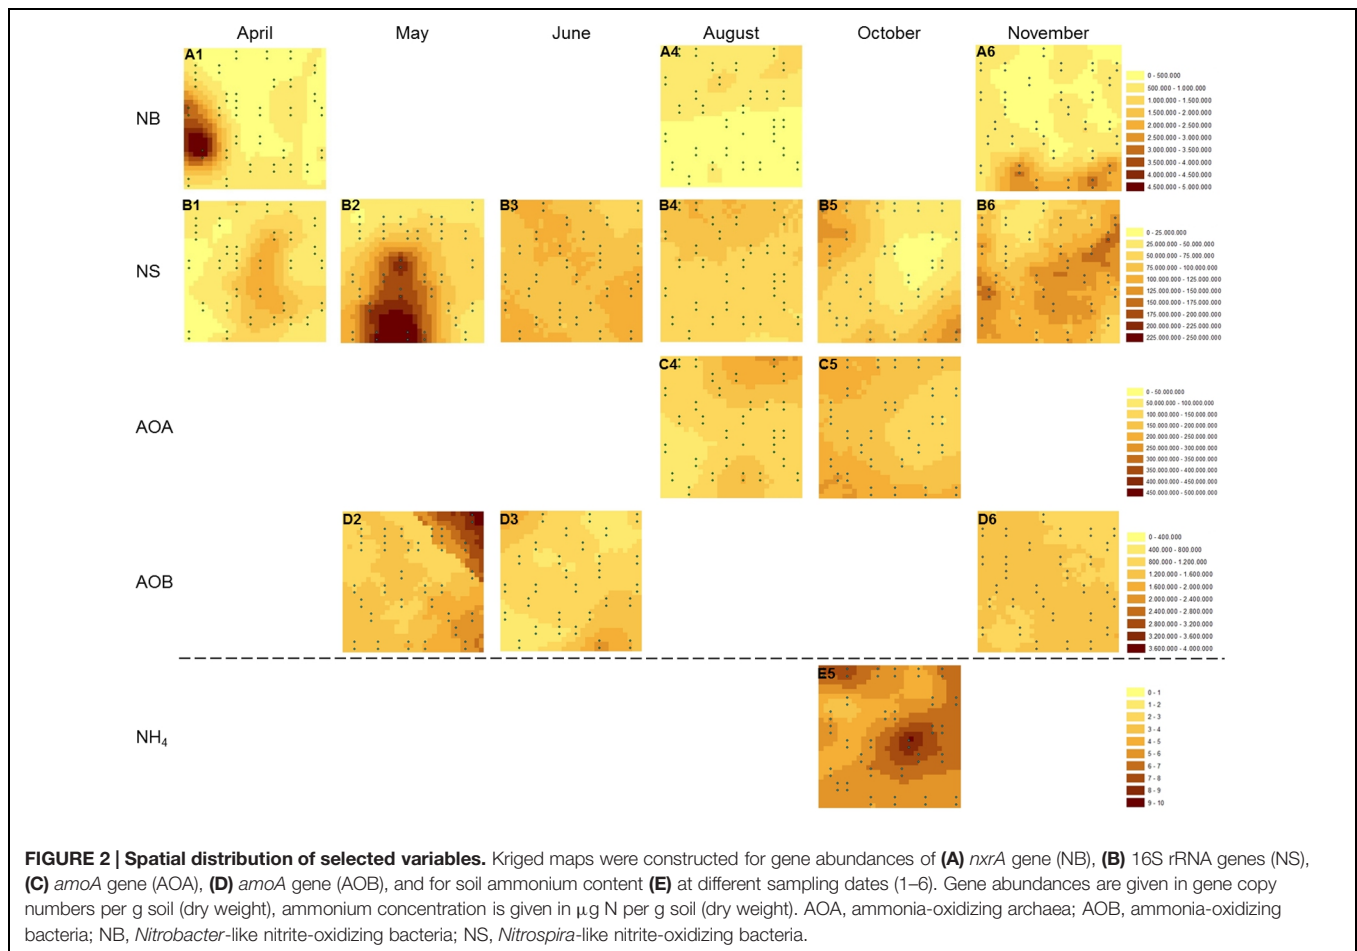 April May June August October November
NB
A1
A4
A6
0 - 500.000
500.000 - 1.000.000
1.000.000 - 1.500.000
1.500.000 - 2.000.000
2.000.000 - 2.500.000
2.500.000 - 3.000.000
3.000.000 - 3.500.000
3.500.000 - 4.000.000
4.000.000 - 4.500.000
4.500.000 - 5.000.000
NS
B1
B2
B3
B4
B5
B6
0 - 25.000.000
25.000.000 - 50.000.000
50.000.000 - 75.000.000
75.000.000 - 100.000.000
100.000.000 - 125.000.000
125.000.000 - 150.000.000
150.000.000 - 175.000.000
175.000.000 - 200.000.000
200.000.000 - 225.000.000
225.000.000 - 250.000.000
AOA
C4
C5
0 - 50.000.000
50.000.000 - 100.000.000
100.000.000 - 150.000.000
150.000.000 - 200.000.000
200.000.000 - 250.000.000
250.000.000 - 300.000.000
300.000.000 - 350.000.000
350.000.000 - 400.000.000
400.000.000 - 450.000.000
450.000.000 - 500.000.000
AOB
D2
D3
D6
0 - 400.000
400.000 - 800.000
800.000 - 1.200.000
1.200.000 - 1.600.000
1.600.000 - 2.000.000
2.000.000 - 2.400.000
2.400.000 - 2.800.000
2.800.000 - 3.200.000
3.200.000 - 3.600.000
3.600.000 - 4.000.000
NH₄
E5
0 - 1
1 - 2
2 - 3
3 - 4
4 - 5
5 - 6
6 - 7
7 - 8
8 - 9
9 - 10
FIGURE 2 | Spatial distribution of selected variables. Kriged maps were constructed for gene abundances of (A) nxrA gene (NB), (B) 16S rRNA genes (NS),
(C) amoA gene (AOA), (D) amoA gene (AOB), and for soil ammonium content (E) at different sampling dates (1–6). Gene abundances are given in gene copy
numbers per g soil (dry weight), ammonium concentration is given in μg N per g soil (dry weight). AOA, ammonia-oxidizing archaea; AOB, ammonia-oxidizing
bacteria; NB, Nitrobacter-like nitrite-oxidizing bacteria; NS, Nitrospira-like nitrite-oxidizing bacteria.